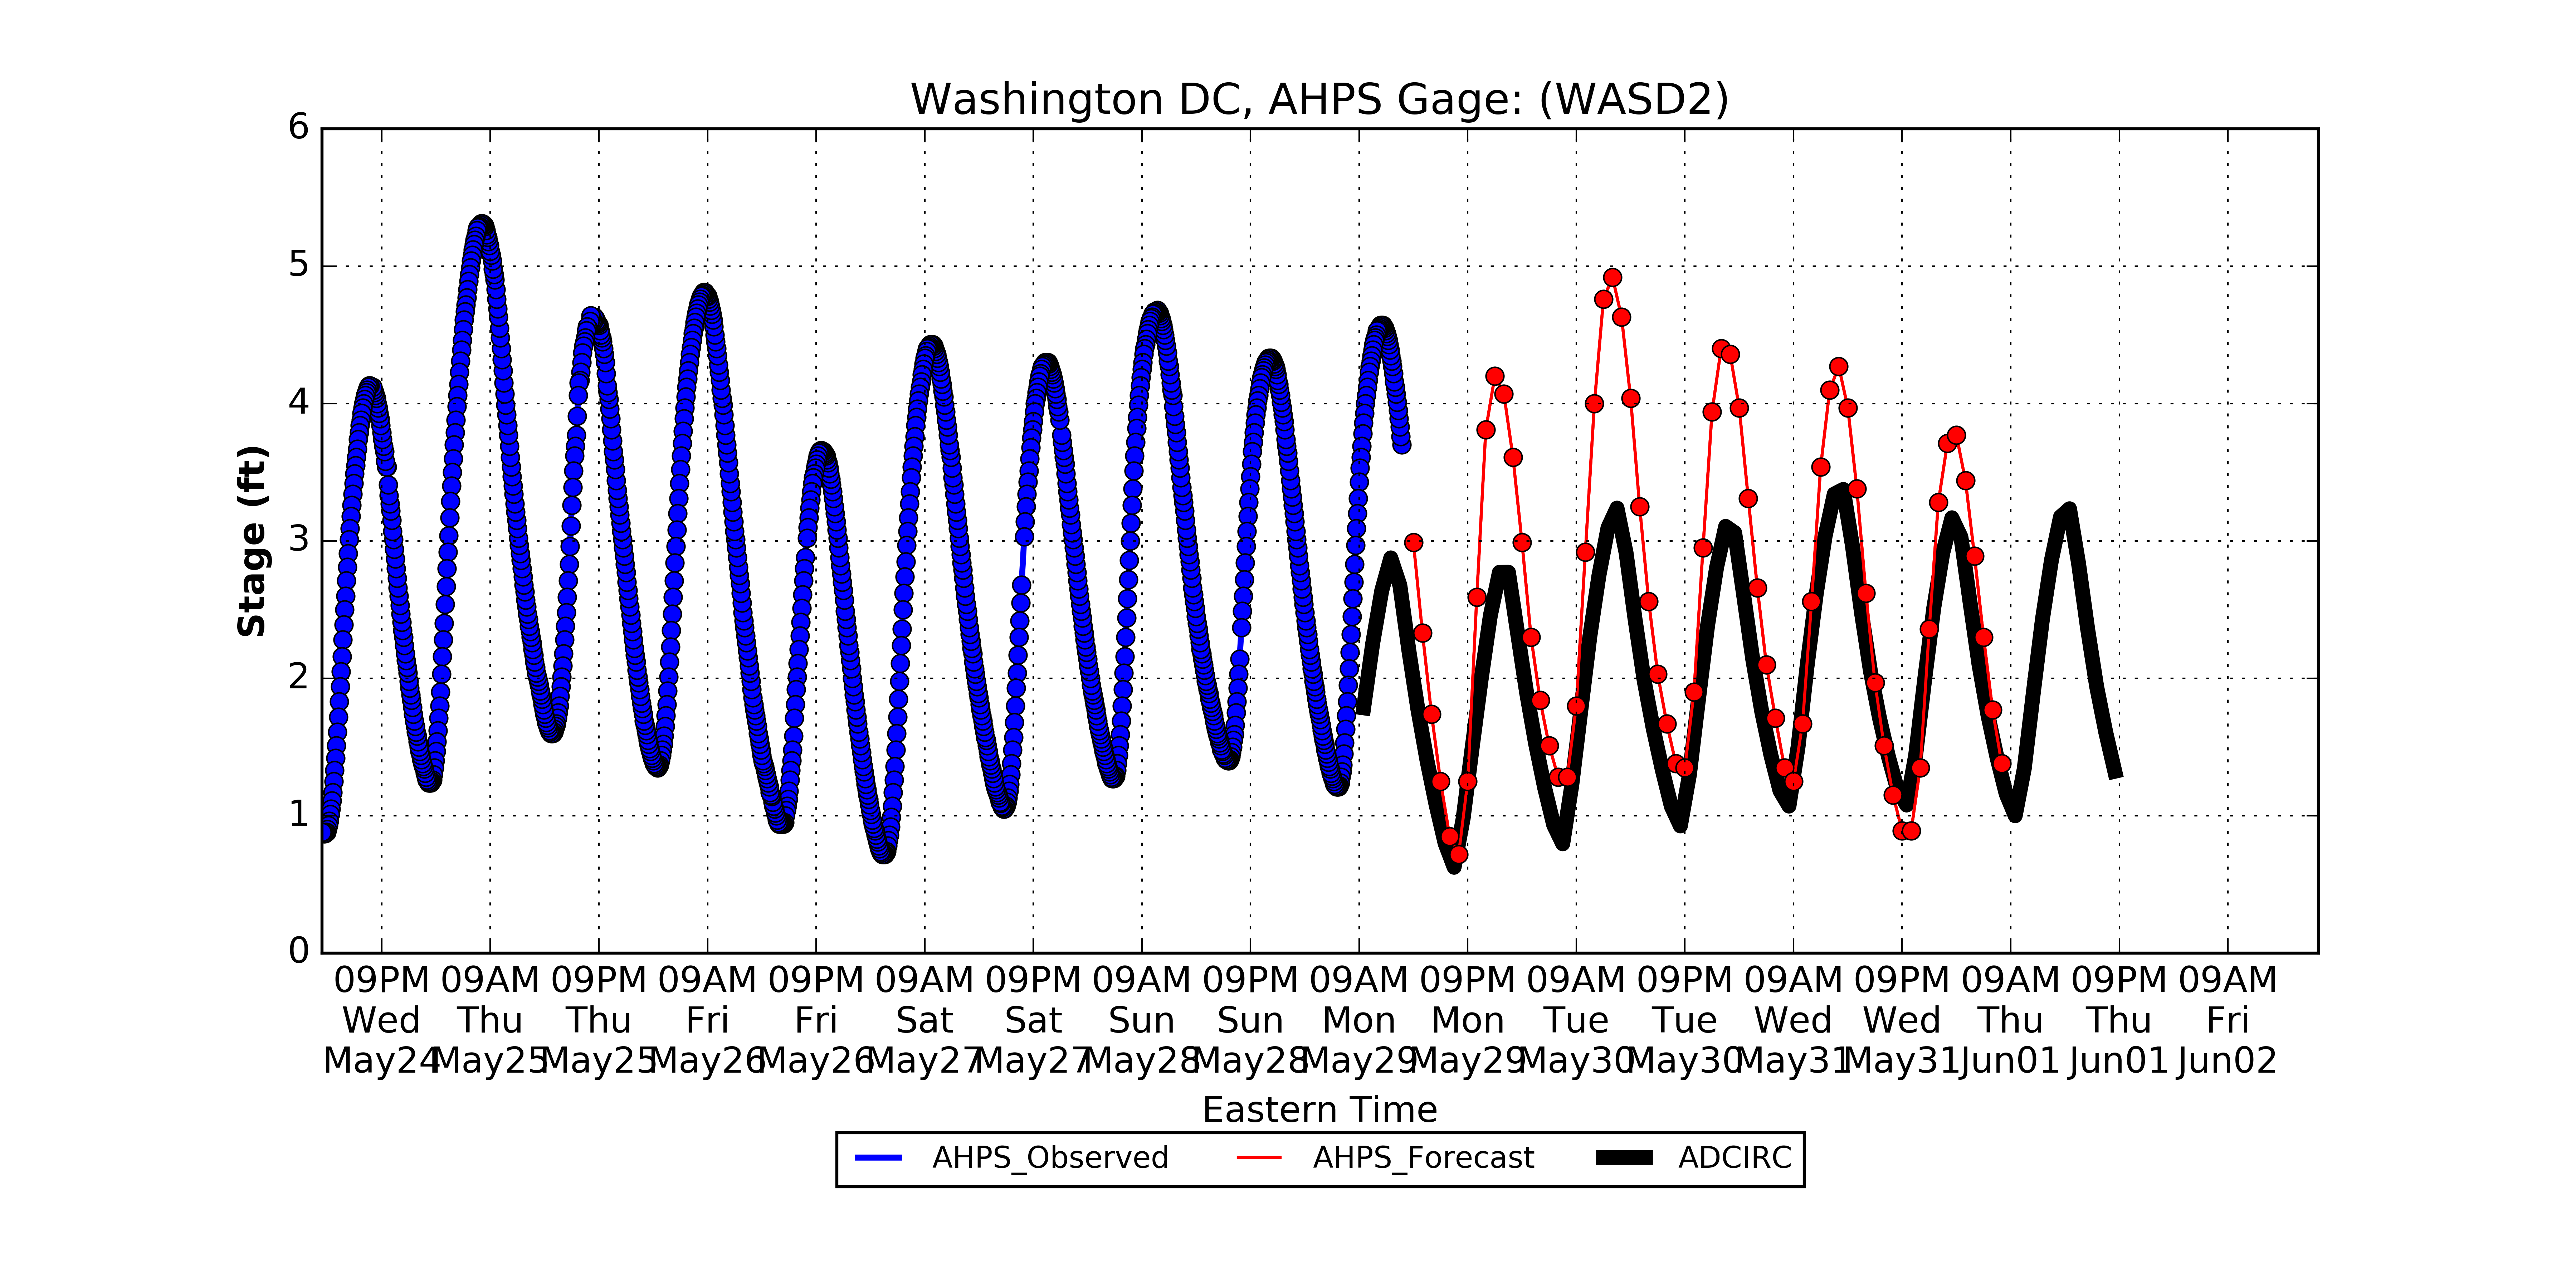 Washington DC, AHPS Gage: (WASD2)
6
5
4
3
2
1
0
Stage (ft)
09PM 09AM 09PM 09AM 09PM 09AM 09PM 09AM 09PM 09AM 09PM 09AM 09PM 09AM 09PM 09AM 09PM 09AM
Wed Thu Thu Fri Fri Sat Sat Sun Sun Mon Mon Tue Tue Wed Wed Thu Thu Fri
May24 May25 May25 May26 May26 May27 May27 May28 May28 May29 May29 May30 May30 May31 May31 Jun01 Jun01 Jun02
Eastern Time
AHPS_Observed AHPS_Forecast ADCIRC